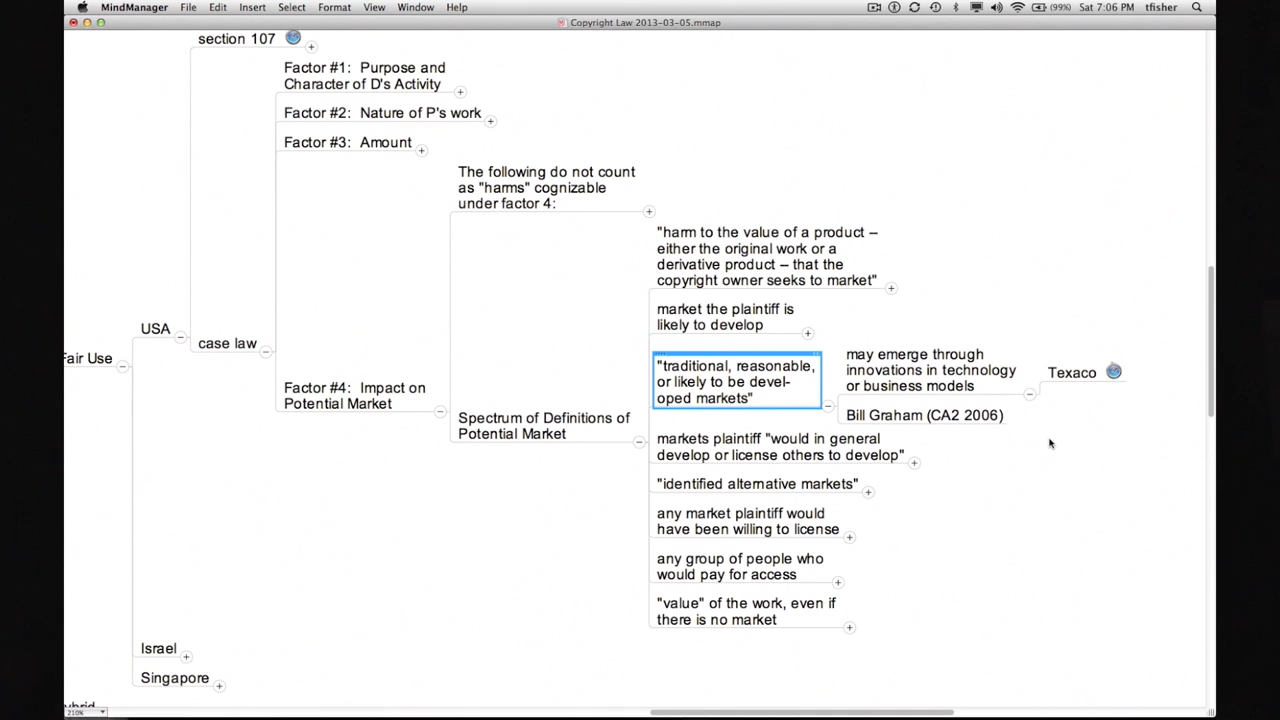 MindManager File Edit Insert Select Format View Window Help (99%) Sat 7:06 PM tfisher
Copyright Law 2013-03-05.mmap
section 107
Factor #1: Purpose and
Character of D's Activity
Factor #2: Nature of P's work
Factor #3: Amount
The following do not count
as "harms" cognizable
under factor 4:
"harm to the value of a product –
either the original work or a
derivative product – that the
copyright owner seeks to market"
market the plaintiff is
likely to develop
USA
case law
Fair Use
"traditional, reasonable,
or likely to be devel-
oped markets"
may emerge through
innovations in technology
or business models
Texaco
Bill Graham (CA2 2006)
Factor #4: Impact on
Potential Market
Spectrum of Definitions of
Potential Market
markets plaintiff "would in general
develop or license others to develop"
"identified alternative markets"
any market plaintiff would
have been willing to license
any group of people who
would pay for access
"value" of the work, even if
there is no market
Israel
Singapore
210%